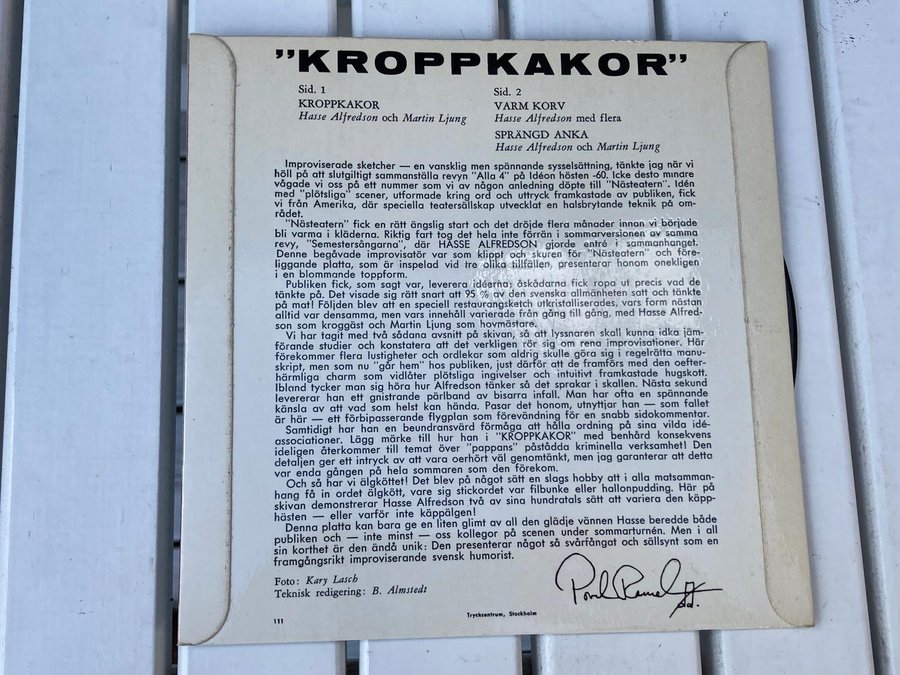 "KROPPKAKOR"
Sid. 1
KROPPKAKOR
Hasse Alfredson och Martin Ljung
Sid. 2
VARM KORV
Hasse Alfredson med flera
SPRÄNGD ANKA
Hasse Alfredson och Martin Ljung
Improviserade sketcher — en vansklig men spännande sysselsättning, tänkte jag när vi
höll på att slutgiltigt sammanställa revyn "Alla 4" på Idéon hösten -60. Icke desto minare
vågade vi oss på ett nummer som vi av någon anledning döpte till "Nästeatern". Idén
med "plötsliga" scener, utformade kring ord och uttryck framkastade av publiken, fick
vi från Amerika, där speciella teatersällskap utvecklat en halsbrytande teknik på om-
rådet.
"Nästeatern" fick en rätt ängslig start och det dröjde flera månader innan vi började
bli varma i kläderna. Riktig fart tog det hela inte förrän i sommarversionen av samma
revy, "Semestersångarna", där HASSE ALFREDSON gjorde entré i sammanhanget.
Denne begåvade improvisatör var som klippt och skuren för "Nästeatern" och före-
liggande platta, som är inspelad vid tre olika tillfällen, presenterar honom onekligen
i en blommande toppform.
Publiken fick, som sagt var, leverera idéerna; åskådarna fick ropa ut precis vad de
tänkte på. Det visade sig rätt snart att 95 % av den svenska allmänheten satt och tänkte
på mat! Följden blev att en speciell restaurangsketch utkristalliserades, vars form nästan
alltid var densamma, men vars innehåll varierade från gång till gång, med Hasse Alfred-
son som kroggäst och Martin Ljung som hovmästare.
Vi har tagit med två sådana avsnitt på skivan, så att lyssnaren skall kunna idka jäm-
förande studier och konstatera att det verkligen rör sig om rena improvisationer. Här
förekommer flera lustigheter och ordlekar som aldrig skulle göra sig i regelrätta manu-
skript, men som nu "går hem" hos publiken, just därför att de framförs med den oefter-
härmliga charm som vidlåter plötsliga ingivelser och intuitivt framkastade hugskott.
Ibland tycker man sig höra hur Alfredson tänker så det sprakar i skallen. Nästa sekund
levererar han ett gnistrande pärlband av bisarra infall. Man har ofta en spännande
känsla av att vad som helst kan hända. Pasar det honom, utnyttjar han — som fallet
är här — ett förbipasserande flygplan som förevändning för en snabb sidokommentar.
Samtidigt har han en beundransvärd förmåga att hålla ordning på sina vilda idé-
associationer. Lägg märke till hur han i "KROPPKAKOR" med benhård konsekvens
ideligen återkommer till temat över "pappans" påstådda kriminella verksamhet! Den
detaljen ger ett intryck av att vara oerhört väl genomtänkt, men jag garanterar att detta
var enda gången på hela sommaren som den förekom.
Och så har vi älgköttet! Det blev på något sätt en slags hobby att i alla matsamman-
hang få in ordet älgkött, vare sig stickordet var filbunke eller hallonpudding. Här på
skivan demonstrerar Hasse Alfredson två av sina hundratals sätt att variera den käpp-
hästen — eller varför inte käppälgen!
Denna platta kan bara ge en liten glimt av all den glädje vännen Hasse beredde både
publiken och — inte minst — oss kollegor på scenen under sommarturnén. Men i all
sin korthet är den ändå unik: Den presenterar något så svårfångat och sällsynt som en
framgångsrikt improviserande svensk humorist.
Foto: Kary Lasch
Teknisk redigering: B. Almstedt
Povel Ramel
111
Tryckcentrum, Stockholm